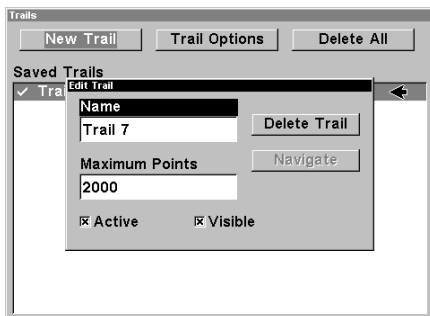 Trails
New Trail Trail Options Delete All
Saved Trails
Trai
Edit Trail
Name
Trail 7
Delete Trail
Maximum Points
Navigate
2000
Active Visible